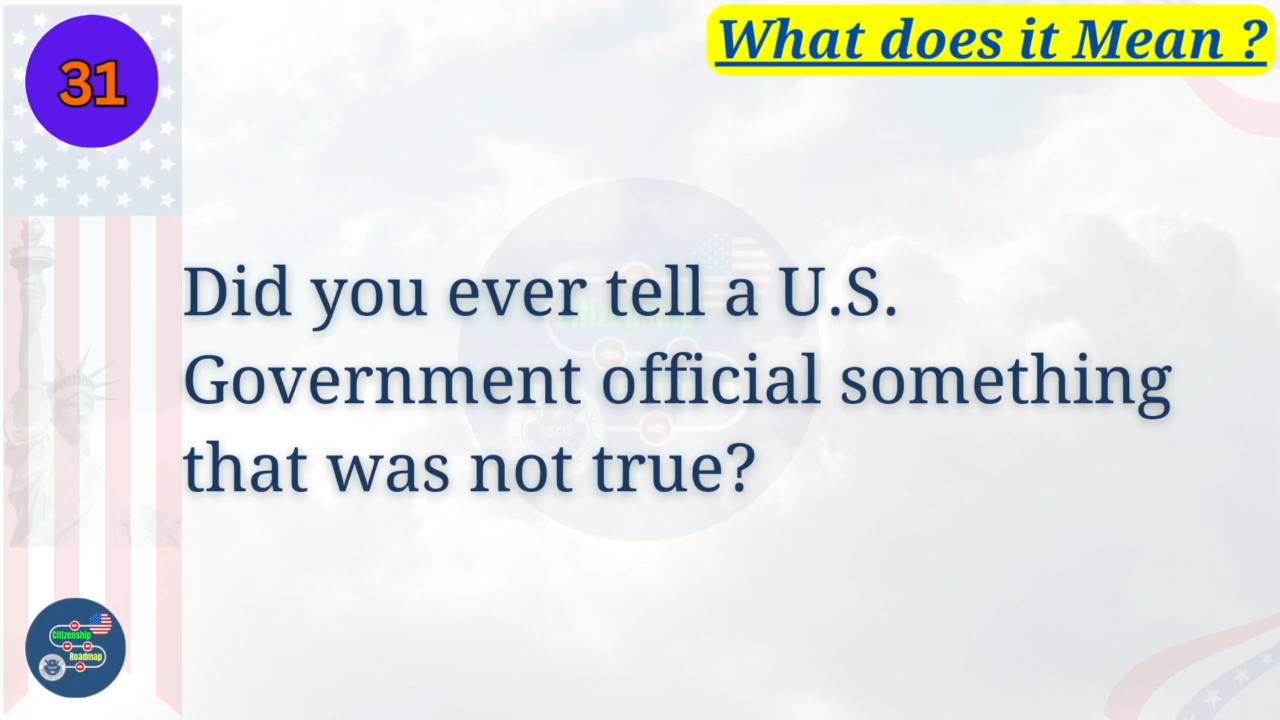 31
What does it Mean ?
Did you ever tell a U.S.
Government official something
that was not true?
Citizenship
Roadmap